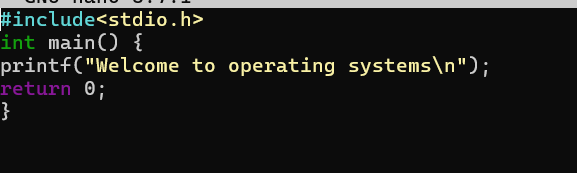 #include<stdio.h>
int main() {
printf("Welcome to operating systems\n");
return 0;
}